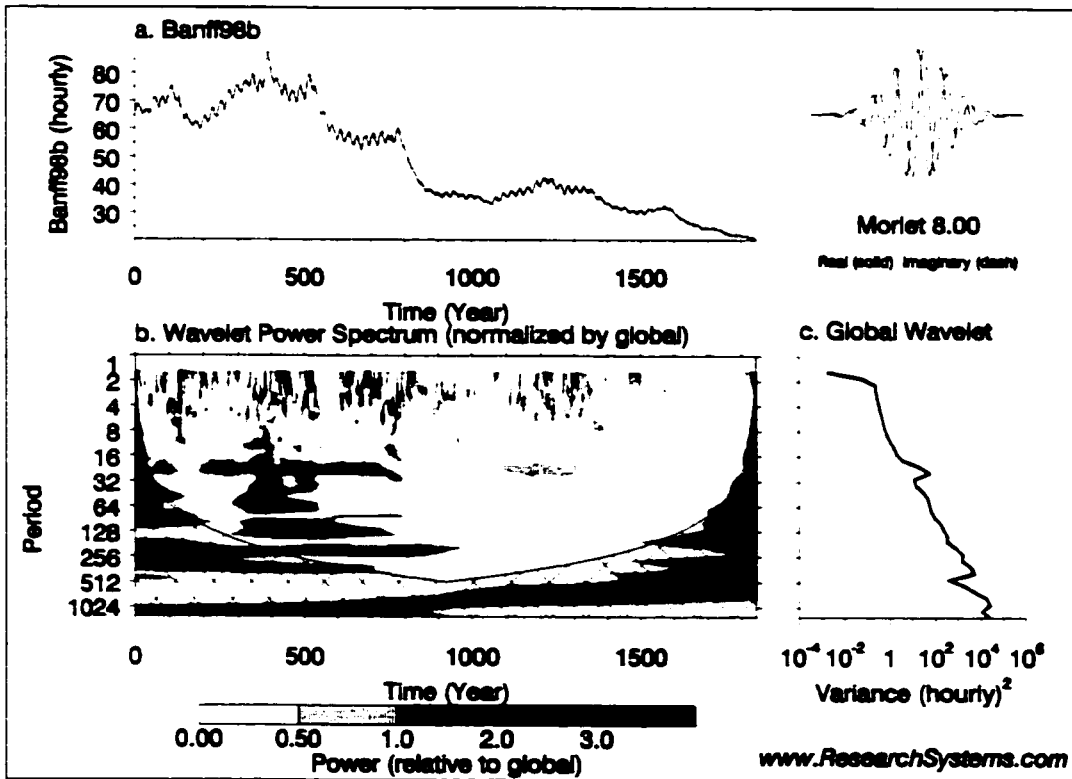 a. Banff98b
Banff98b (hourly)
80
70
60
50
40
30
0 500 1000 1500
Time (Year)
Morlet 8.00
Real (solid) Imaginary (dash)
b. Wavelet Power Spectrum (normalized by global)
Period
1
2
4
8
16
32
64
128
256
512
1024
0 500 1000 1500
Time (Year)
c. Global Wavelet
10⁻⁴ 10⁻² 1 10² 10⁴ 10⁶
Variance (hourly)²
0.00 0.50 1.0 2.0 3.0
Power (relative to global)
www.ResearchSystems.com